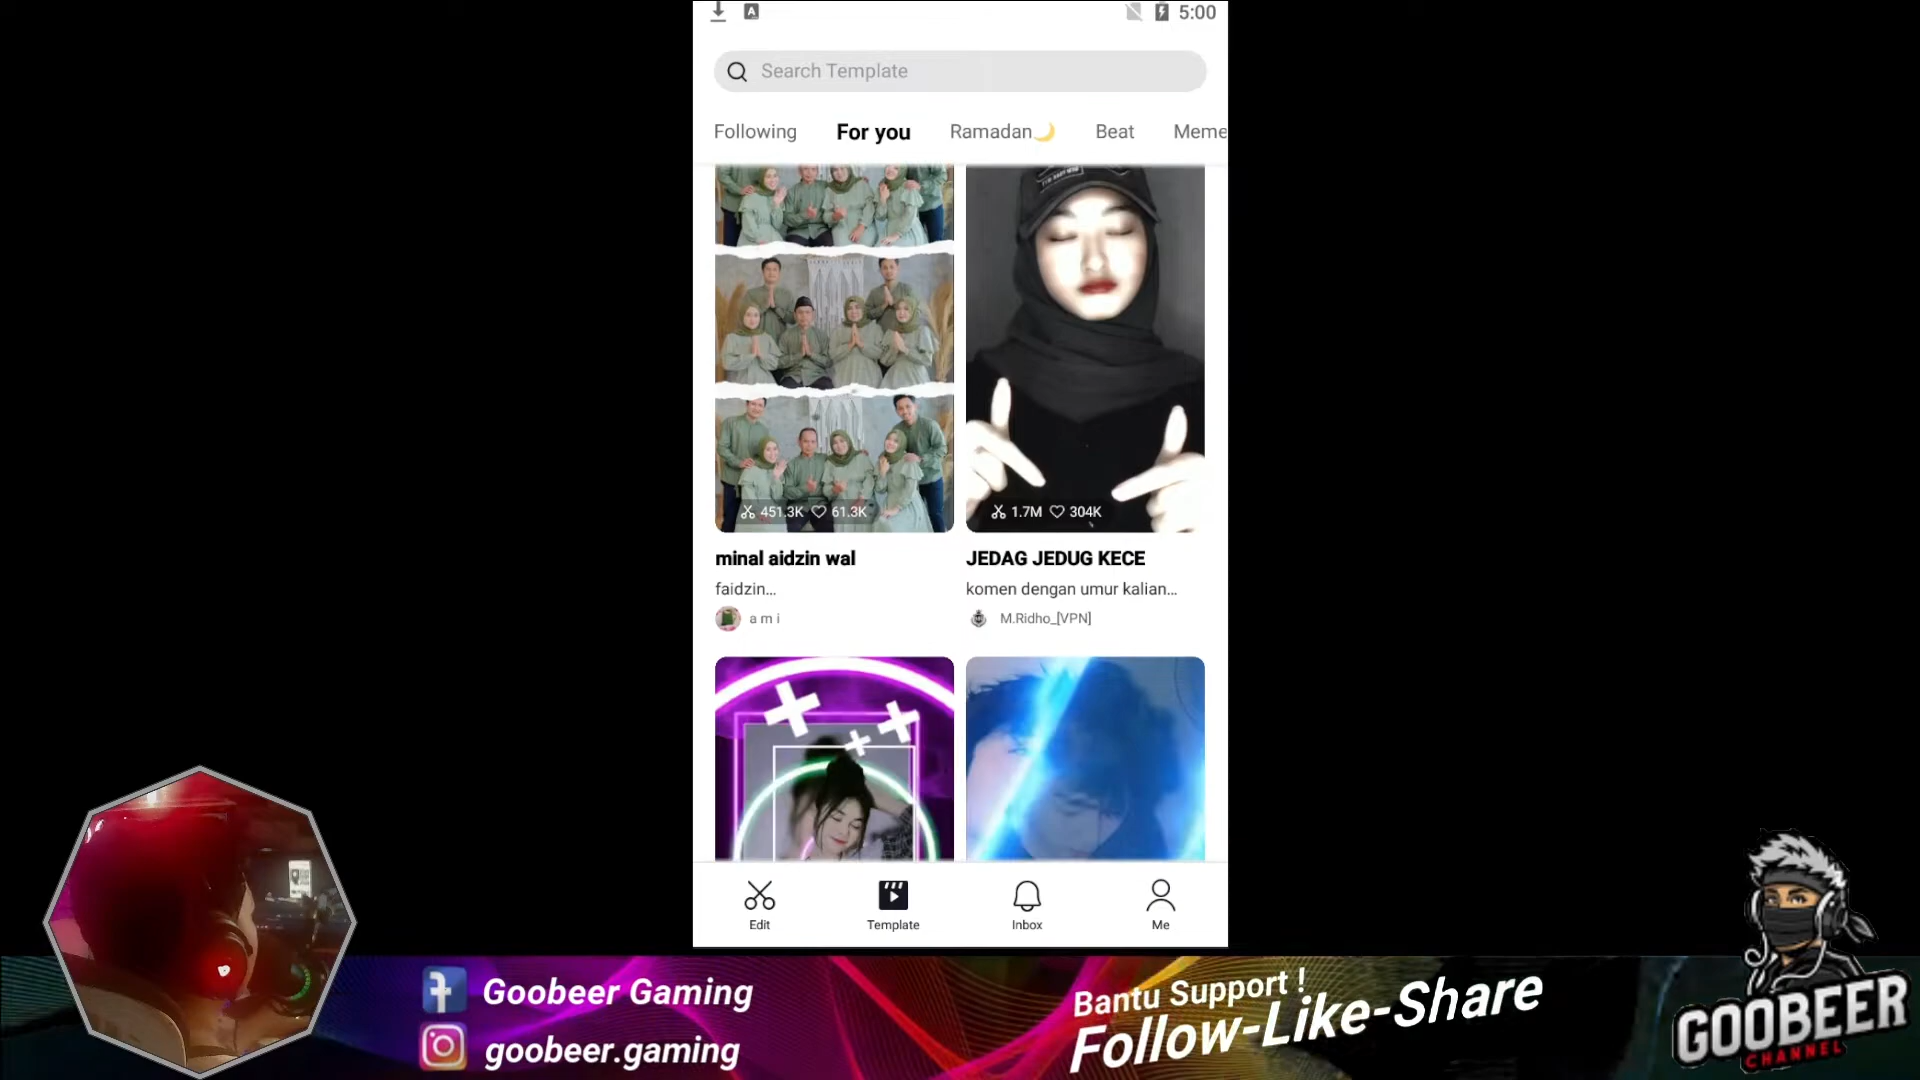 5:00
Search Template
Following
For you
Ramadan🌙
Beat
Meme
451.3K
61.3K
1.7M
304K
minal aidzin wal
faidzin...
a m i
JEDAG JEDUG KECE
komen dengan umur kalian...
M.Ridho_[VPN]
Edit
Template
Inbox
Me
Goobeer Gaming
goobeer.gaming
Bantu Support !
Follow-Like-Share
GOOBEER
CHANNEL